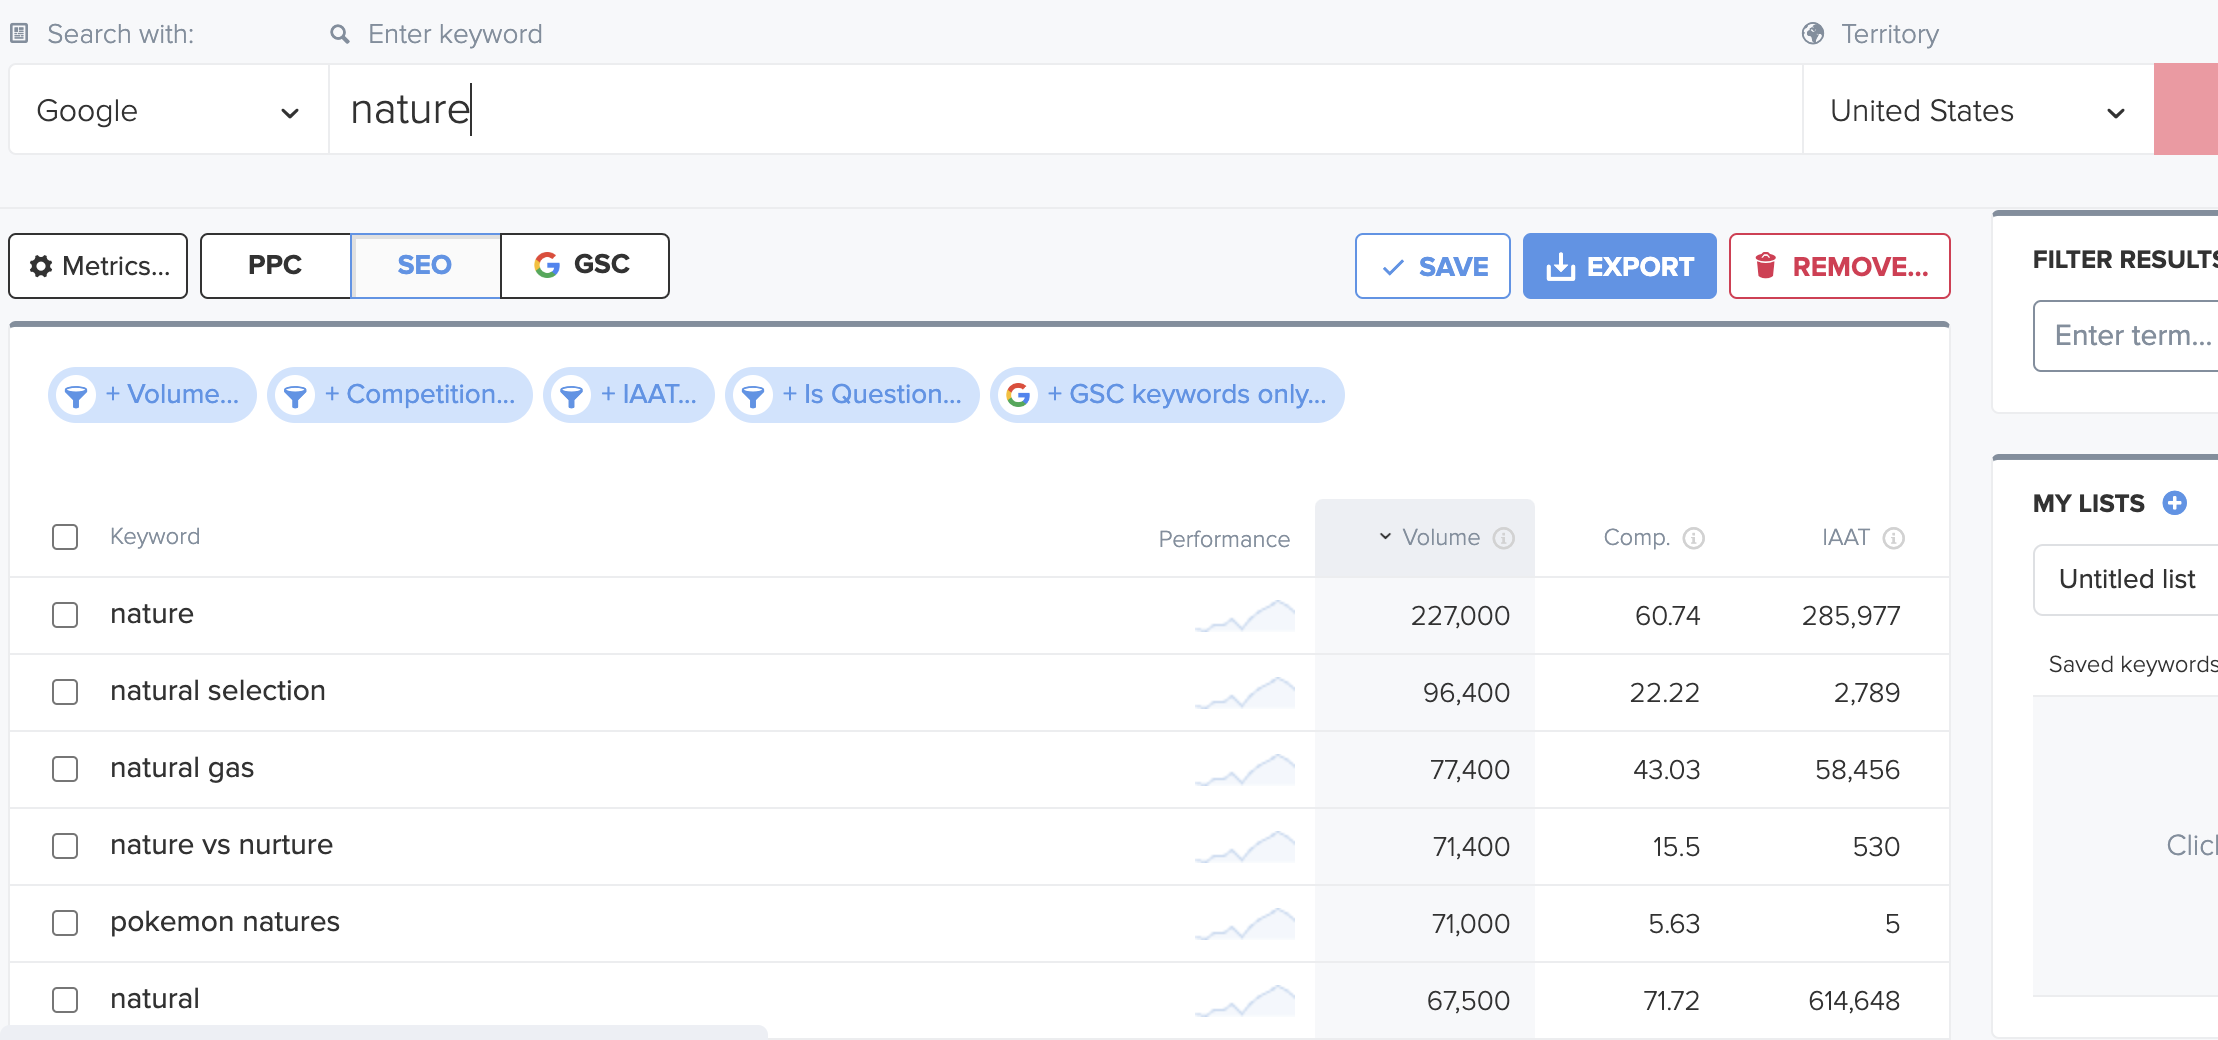 Search with:
Enter keyword
Territory
Google
nature
United States
Metrics...
PPC
SEO
GSC
SAVE
EXPORT
REMOVE...
FILTER RESULTS
Enter term...
+ Volume...
+ Competition...
+ IAAT...
+ Is Question...
+ GSC keywords only...
MY LISTS
Untitled list
Saved keywords
Keyword Performance Volume Comp. IAAT
nature 227,000 60.74 285,977
natural selection 96,400 22.22 2,789
natural gas 77,400 43.03 58,456
nature vs nurture 71,400 15.5 530
pokemon natures 71,000 5.63 5
natural 67,500 71.72 614,648